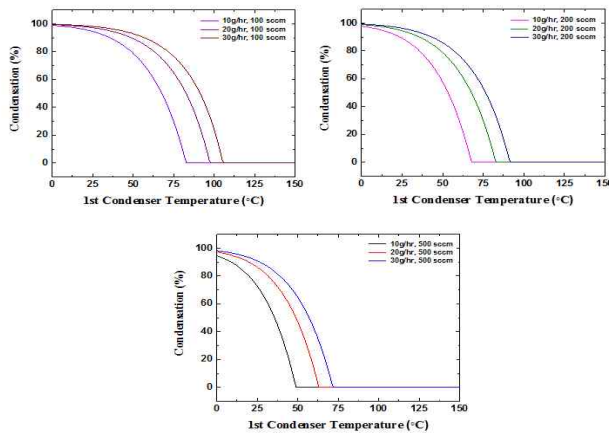 100
80
60
40
20
0
0 25 50 75 100 125 150
Condensation (%)
1st Condenser Temperature (°C)
10g/hr, 100 sccm
20g/hr, 100 sccm
30g/hr, 100 sccm
100
80
60
40
20
0
0 25 50 75 100 125 150
Condensation (%)
1st Condenser Temperature (°C)
10g/hr, 200 sccm
20g/hr, 200 sccm
30g/hr, 200 sccm
100
80
60
40
20
0
0 25 50 75 100 125 150
Condensation (%)
1st Condenser Temperature (°C)
10g/hr, 500 sccm
20g/hr, 500 sccm
30g/hr, 500 sccm